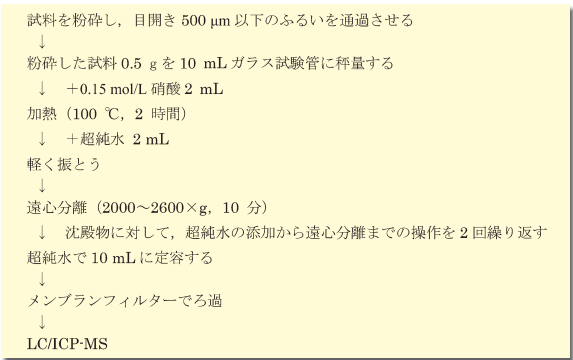 試料を粉砕し，目開き 500 μm 以下のふるいを通過させる
↓
粉砕した試料 0.5 g を 10 mL ガラス試験管に秤量する
↓ ＋0.15 mol/L 硝酸 2 mL
加熱（100 ℃，2 時間）
↓ ＋超純水 2 mL
軽く振とう
↓
遠心分離（2000～2600×g，10 分）
↓ 沈殿物に対して，超純水の添加から遠心分離までの操作を 2 回繰り返す
超純水で 10 mL に定容する
↓
メンブランフィルターでろ過
↓
LC/ICP-MS